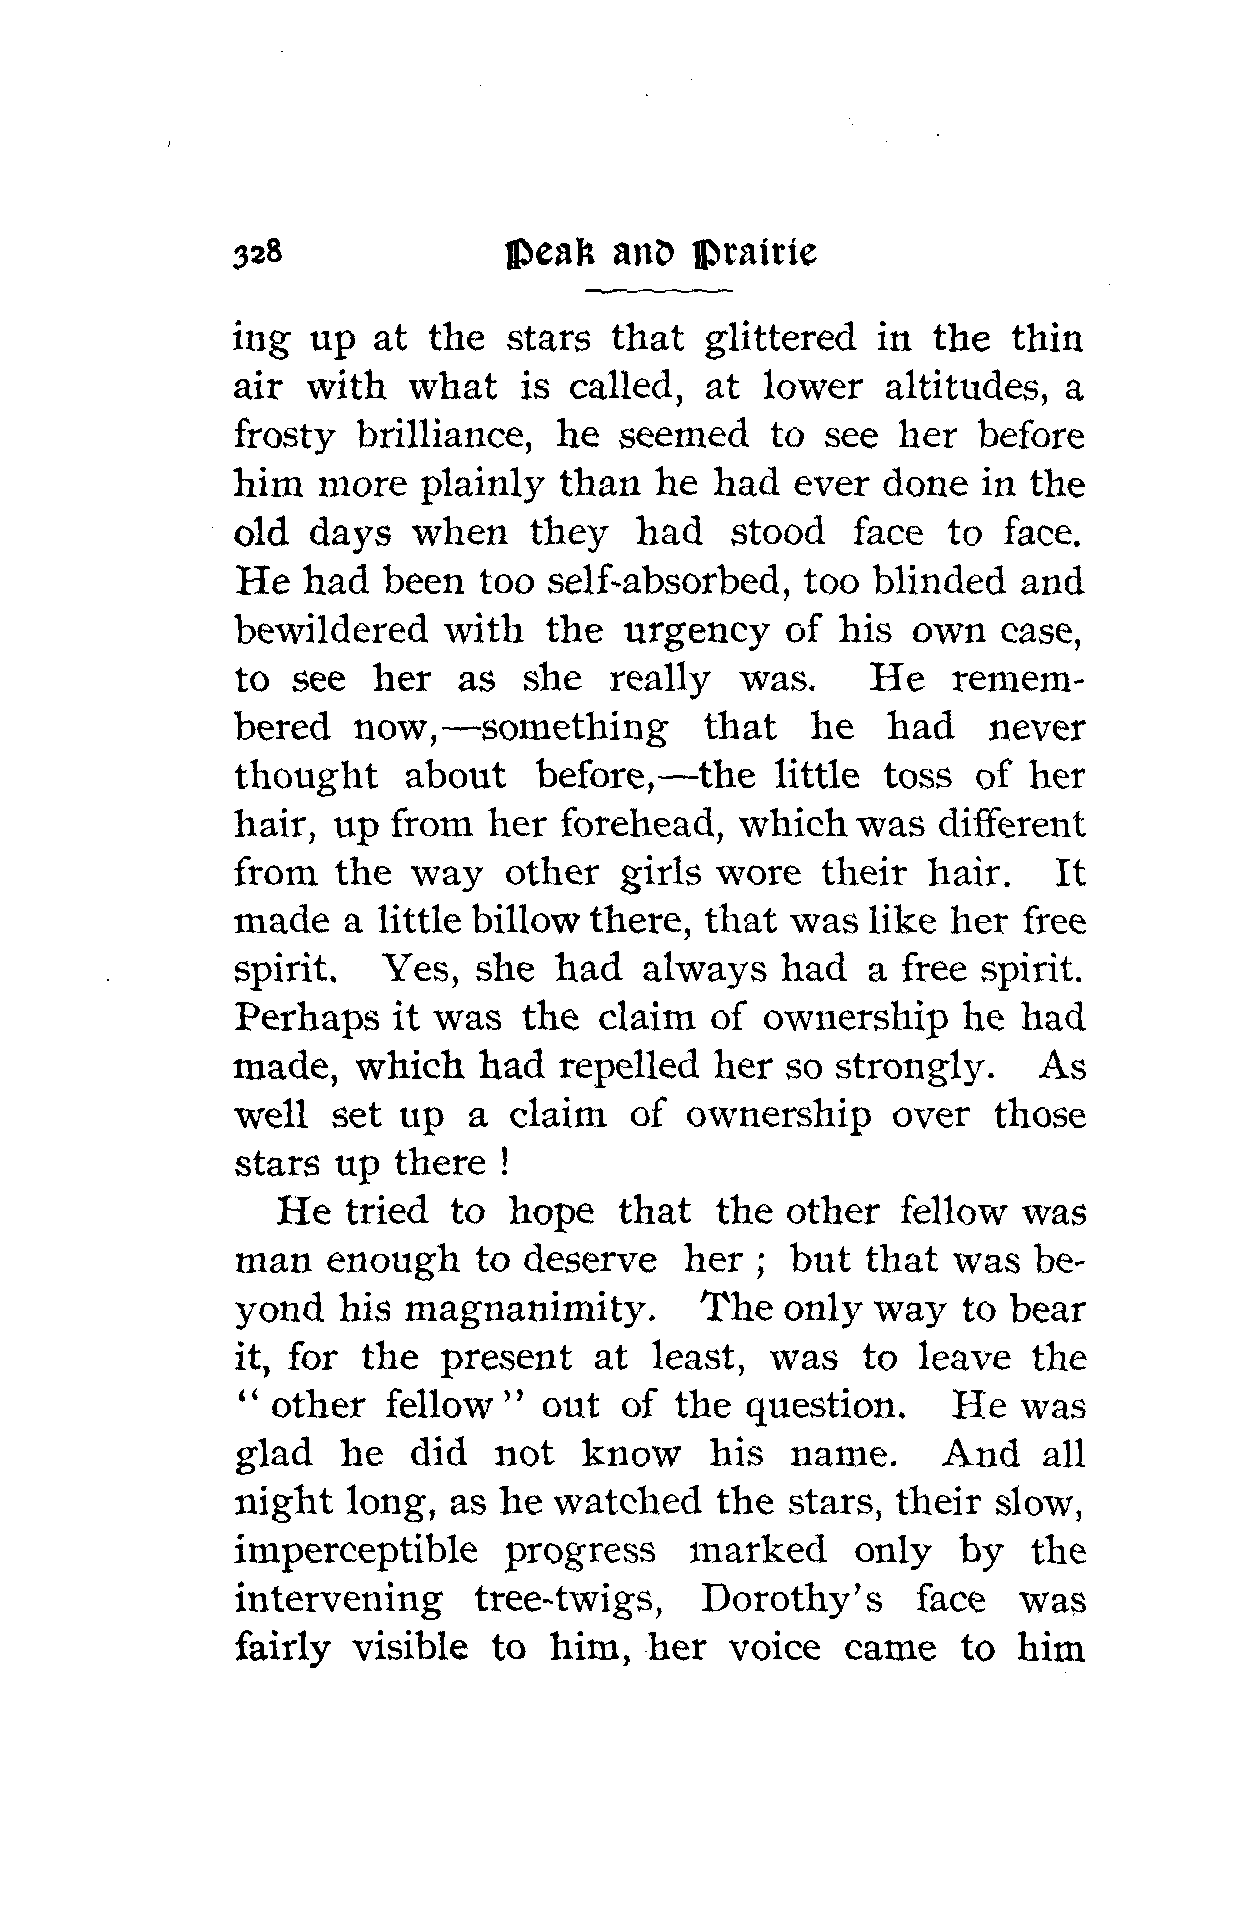 328 Peak and Prairie
ing up at the stars that glittered in the thin
air with what is called, at lower altitudes, a
frosty brilliance, he seemed to see her before
him more plainly than he had ever done in the
old days when they had stood face to face.
He had been too self-absorbed, too blinded and
bewildered with the urgency of his own case,
to see her as she really was. He remem-
bered now,—something that he had never
thought about before,—the little toss of her
hair, up from her forehead, which was different
from the way other girls wore their hair. It
made a little billow there, that was like her free
spirit. Yes, she had always had a free spirit.
Perhaps it was the claim of ownership he had
made, which had repelled her so strongly. As
well set up a claim of ownership over those
stars up there !
He tried to hope that the other fellow was
man enough to deserve her ; but that was be-
yond his magnanimity. The only way to bear
it, for the present at least, was to leave the
“ other fellow ” out of the question. He was
glad he did not know his name. And all
night long, as he watched the stars, their slow,
imperceptible progress marked only by the
intervening tree-twigs, Dorothy’s face was
fairly visible to him, her voice came to him